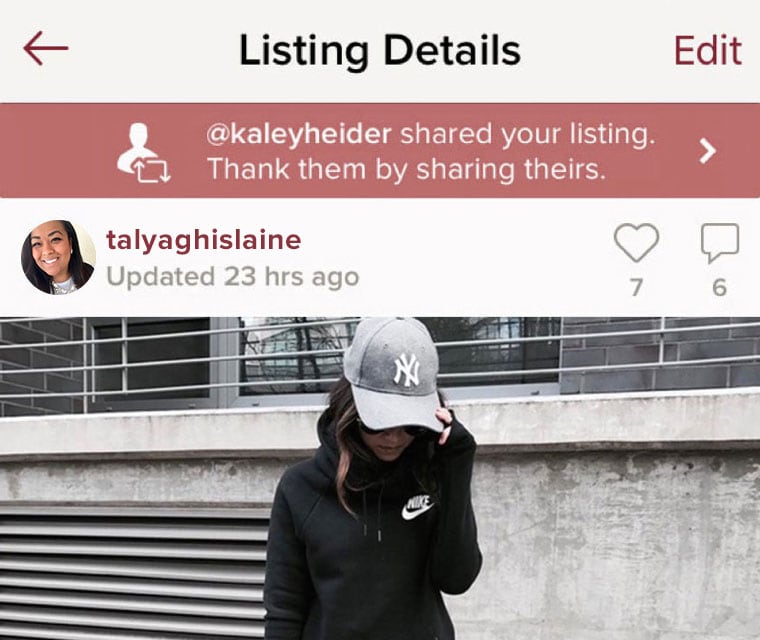 Listing Details
Edit
@kaleyheider shared your listing.
Thank them by sharing theirs.
talyaghislaine
Updated 23 hrs ago
7
6
NY
NIKE